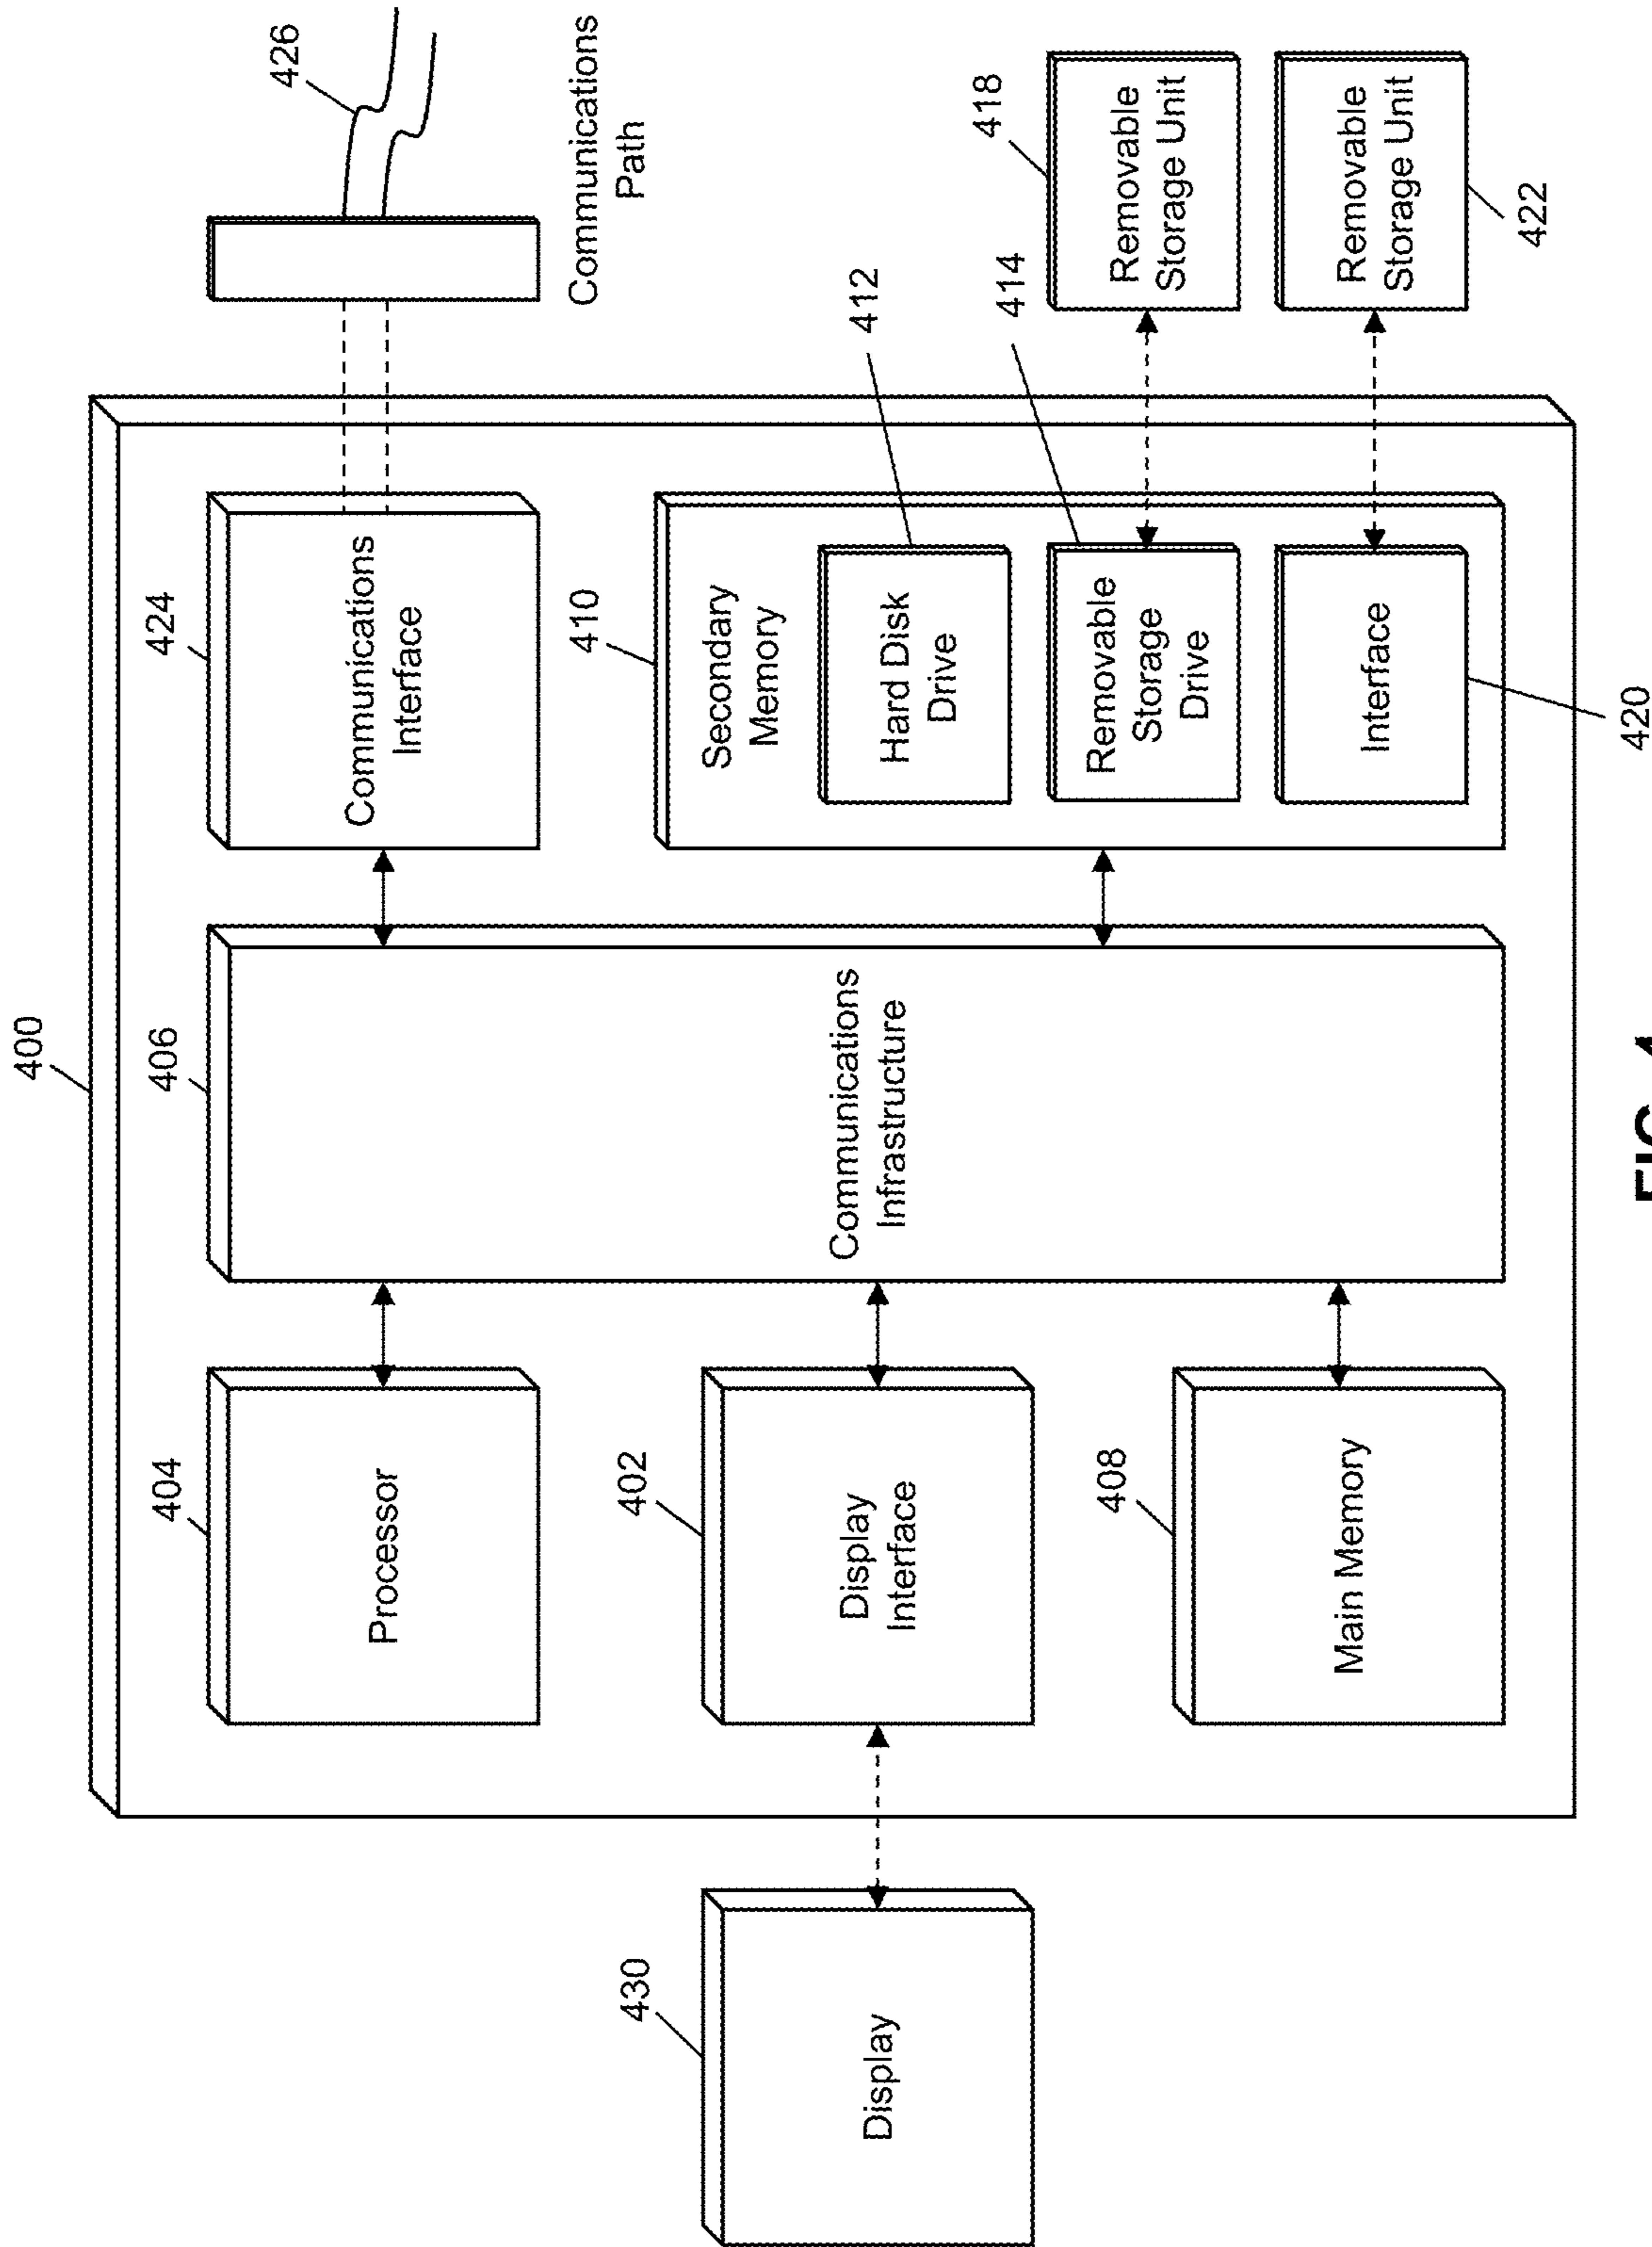 400
404
406
424
426
Processor
Communications
Infrastructure
Communications
Interface
Communications
Path
430
402
410
Display
Display
Interface
Secondary
Memory
412
Hard Disk
Drive
414
418
Removable
Storage
Drive
Removable
Storage Unit
408
Main Memory
Interface
Removable
Storage Unit
420
422
FIG. 4